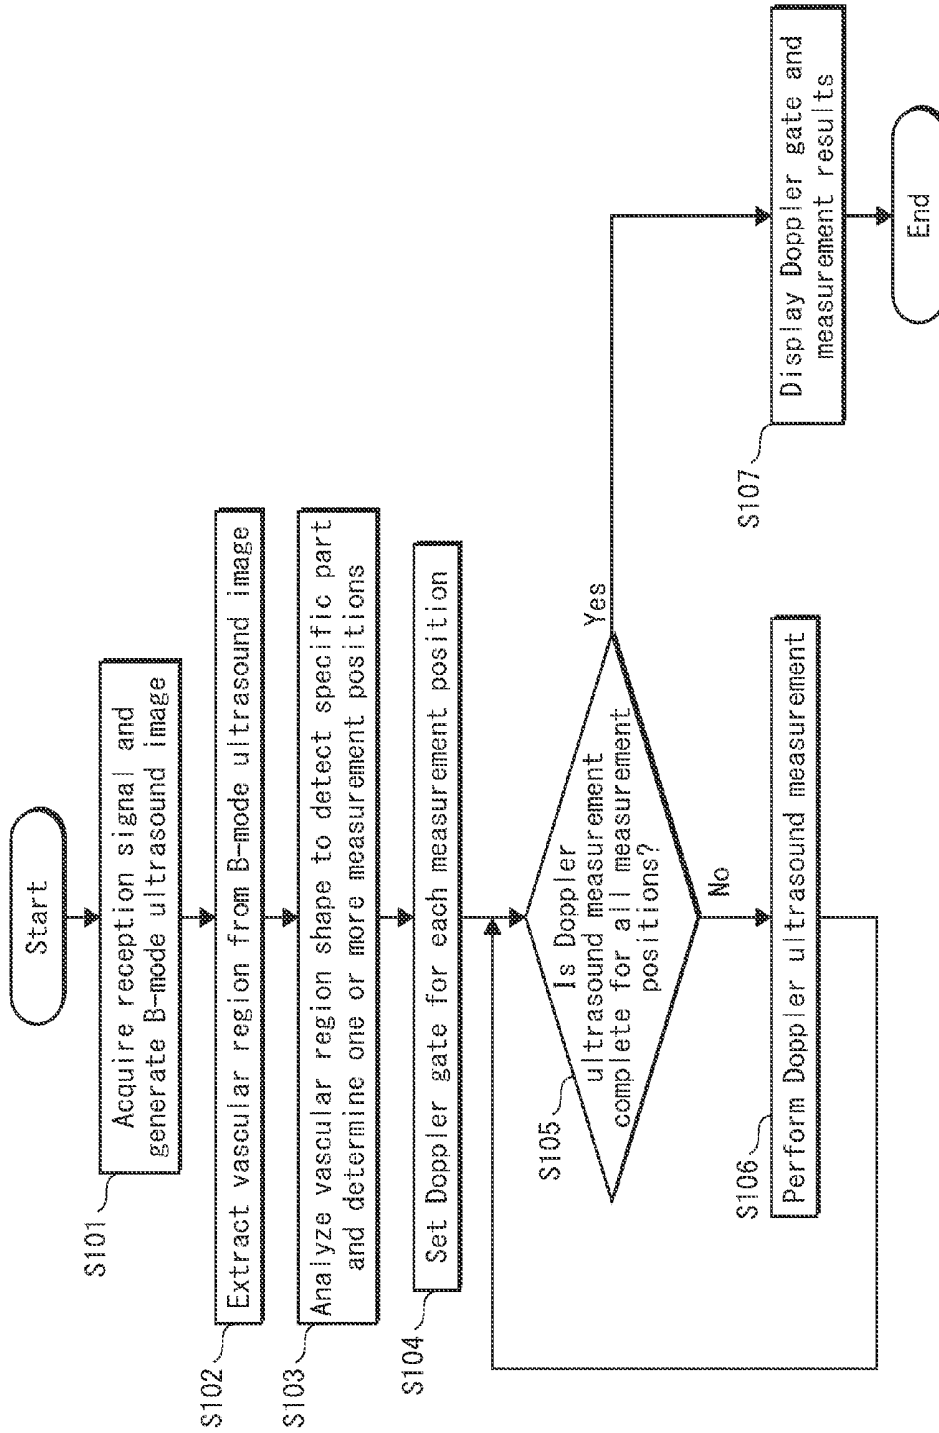 Start
S101
Acquire reception signal and
generate B-mode ultrasound image
S102
Extract vascular region from B-mode ultrasound image
S103
Analyze vascular region shape to detect specific part
and determine one or more measurement positions
S104
Set Doppler gate for each measurement position
S105
Is Doppler
ultrasound measurement
complete for all measurement
positions?
Yes
No
S106
Perform Doppler ultrasound measurement
S107
Display Doppler gate and
measurement results
End